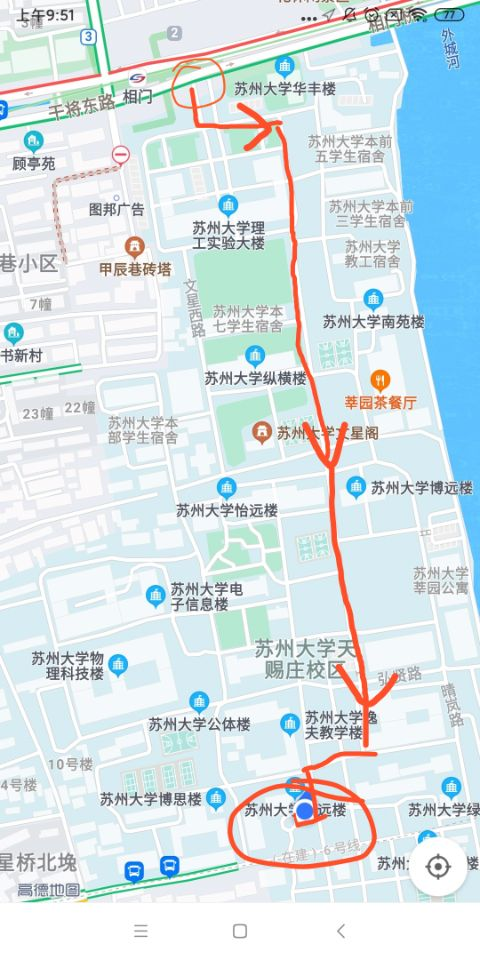 上午9:51
77
3
2
相门
外城河
干将东路
相门
苏州大学华丰楼
顾亭苑
苏州大学本前
五学生宿舍
图邦广告
苏州大学本前
三学生宿舍
苏州大学理
工实验大楼
苏州大学
教工宿舍
巷小区
甲辰巷砖塔
7幢
文星西路
苏州大学本
七学生宿舍
苏州大学南苑楼
书新村
苏州大学纵横楼
莘园茶餐厅
23幢
22幢
苏州大学本
部学生宿舍
苏州大学文星阁
苏州大学怡远楼
苏州大学博远楼
苏州大学
莘园公寓
苏州大学电
子信息楼
苏州大学天
赐庄校区
苏州大学物
理科技楼
弘贤路
晴岚路
苏州大学公体楼
苏州大学逸
夫教学楼
10号楼
4号楼
苏州大学博思楼
苏州大学
远楼
苏州大学绿
(在建)·6号线
星桥北堍
苏州
高德地图